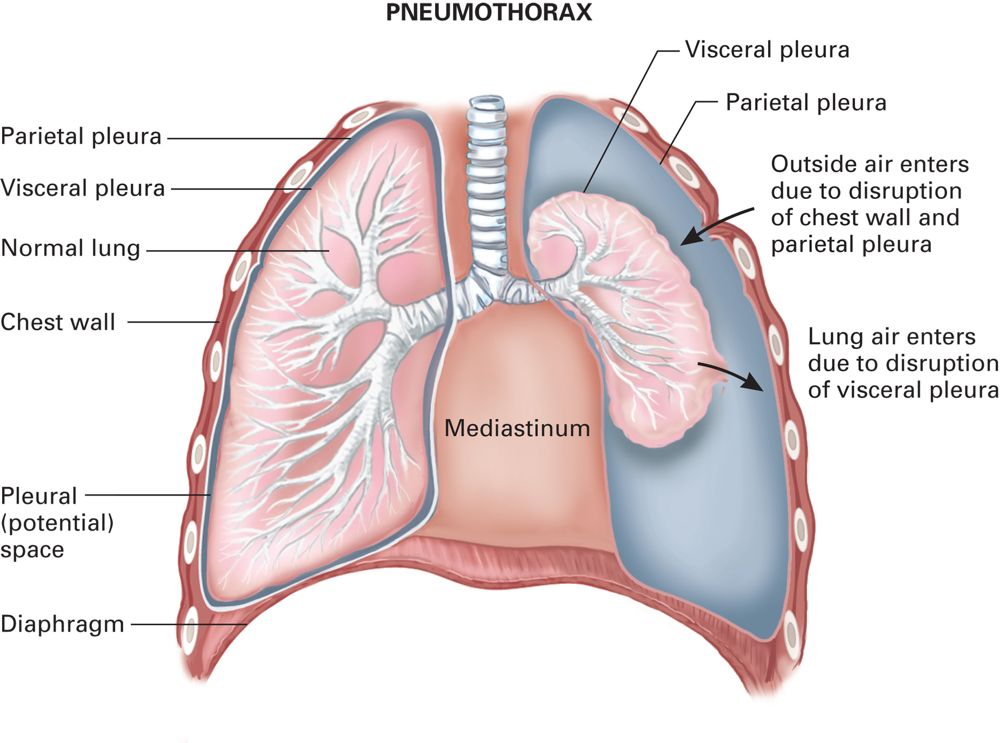 PNEUMOTHORAX
Visceral pleura
Parietal pleura
Parietal pleura
Visceral pleura
Normal lung
Chest wall
Pleural
(potential)
space
Diaphragm
Outside air enters
due to disruption
of chest wall and
parietal pleura
Lung air enters
due to disruption
of visceral pleura
Mediastinum